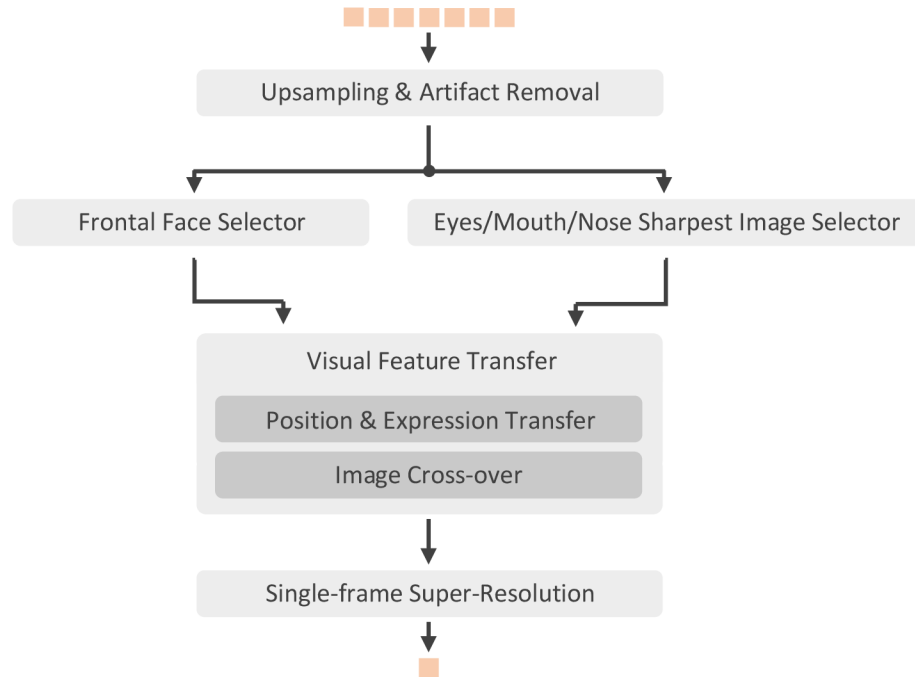 Upsampling & Artifact Removal
Frontal Face Selector
Eyes/Mouth/Nose Sharpest Image Selector
Visual Feature Transfer
Position & Expression Transfer
Image Cross-over
Single-frame Super-Resolution